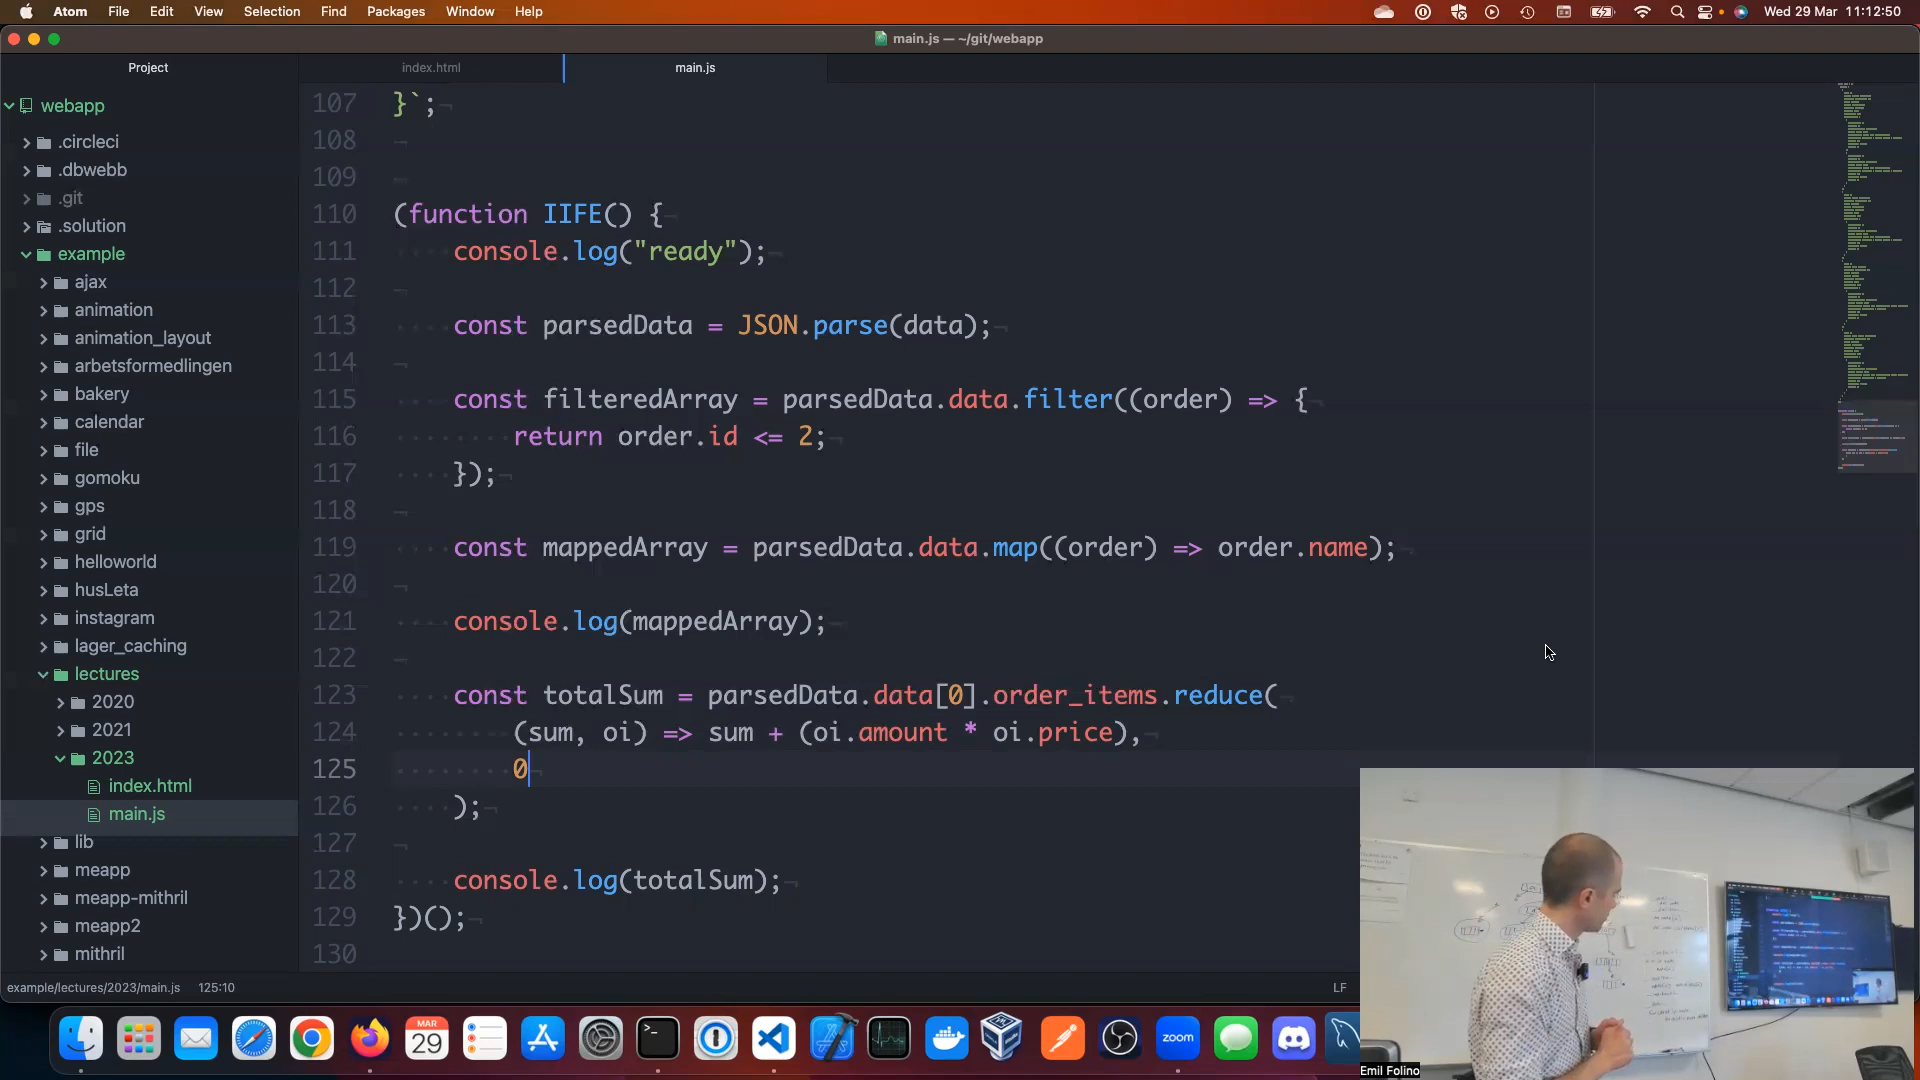 Atom File Edit View Selection Find Packages Window Help
Wed 29 Mar 11:12:50
main.js — ~/git/webapp
Project
index.html
main.js
webapp
.circleci
.dbwebb
.git
.solution
example
ajax
animation
animation_layout
arbetsformedlingen
bakery
calendar
file
gomoku
gps
grid
helloworld
husLeta
instagram
lager_caching
lectures
2020
2021
2023
index.html
main.js
lib
meapp
meapp-mithril
meapp2
mithril
107 }`;
108
109
110 (function IIFE() {
111 console.log("ready");
112
113 const parsedData = JSON.parse(data);
114
115 const filteredArray = parsedData.data.filter((order) => {
116 return order.id <= 2;
117 });
118
119 const mappedArray = parsedData.data.map((order) => order.name);
120
121 console.log(mappedArray);
122
123 const totalSum = parsedData.data[0].order_items.reduce(
124 (sum, oi) => sum + (oi.amount * oi.price),
125 0
126 );
127
128 console.log(totalSum);
129 })();
130
example/lectures/2023/main.js 125:10
LF
MAR
29
zoom
Emil Folino